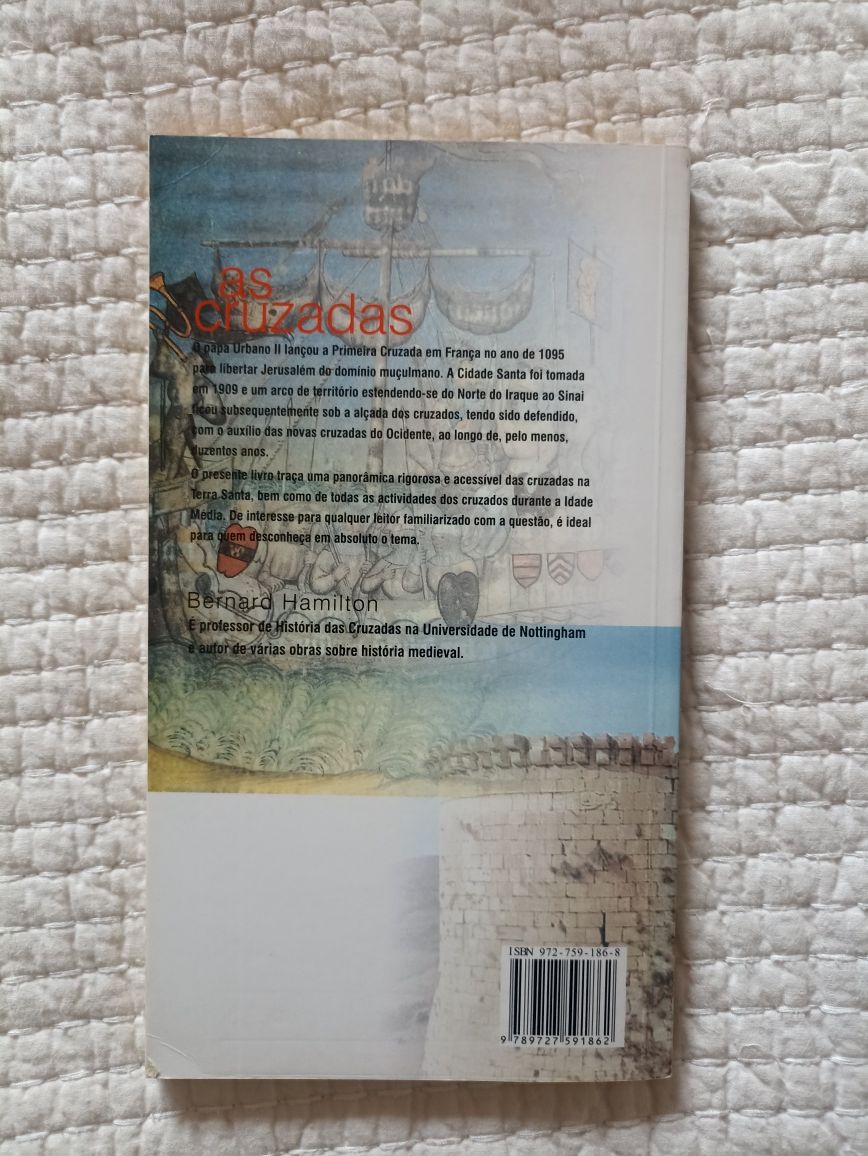 as
cruzadas
O papa Urbano II lançou a Primeira Cruzada em França no ano de 1095
para libertar Jerusalém do domínio muçulmano. A Cidade Santa foi tomada
em 1909 e um arco de território estendendo-se do Norte do Iraque ao Sinai
ficou subsequentemente sob a alçada dos cruzados, tendo sido defendido,
com o auxílio das novas cruzadas do Ocidente, ao longo de, pelo menos,
duzentos anos.
O presente livro traça uma panorâmica rigorosa e acessível das cruzadas na
Terra Santa, bem como de todas as actividades dos cruzados durante a Idade
Média. De interesse para qualquer leitor familiarizado com a questão, é ideal
para quem desconheça em absoluto o tema.
Bernard Hamilton
É professor de História das Cruzadas na Universidade de Nottingham
e autor de várias obras sobre história medieval.
ISBN 972-759-186-8
9 789727 591862